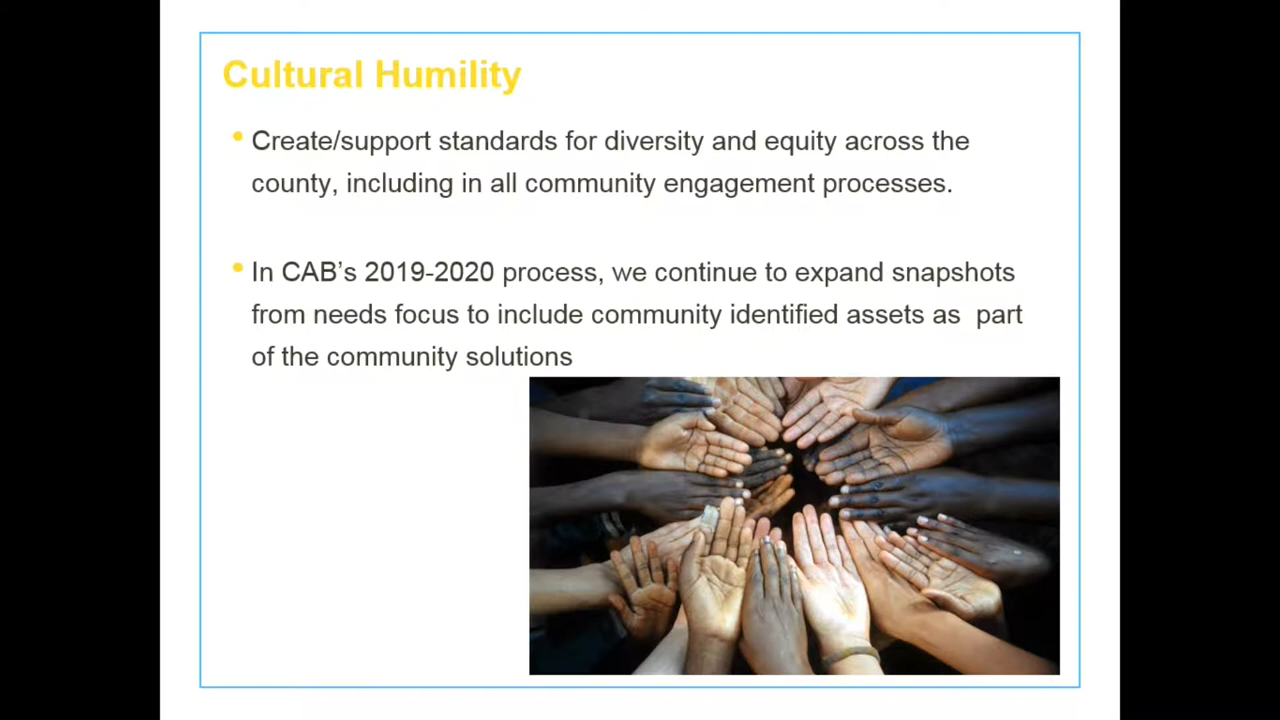 Cultural Humility
• Create/support standards for diversity and equity across the
county, including in all community engagement processes.
• In CAB’s 2019-2020 process, we continue to expand snapshots
from needs focus to include community identified assets as  part
of the community solutions